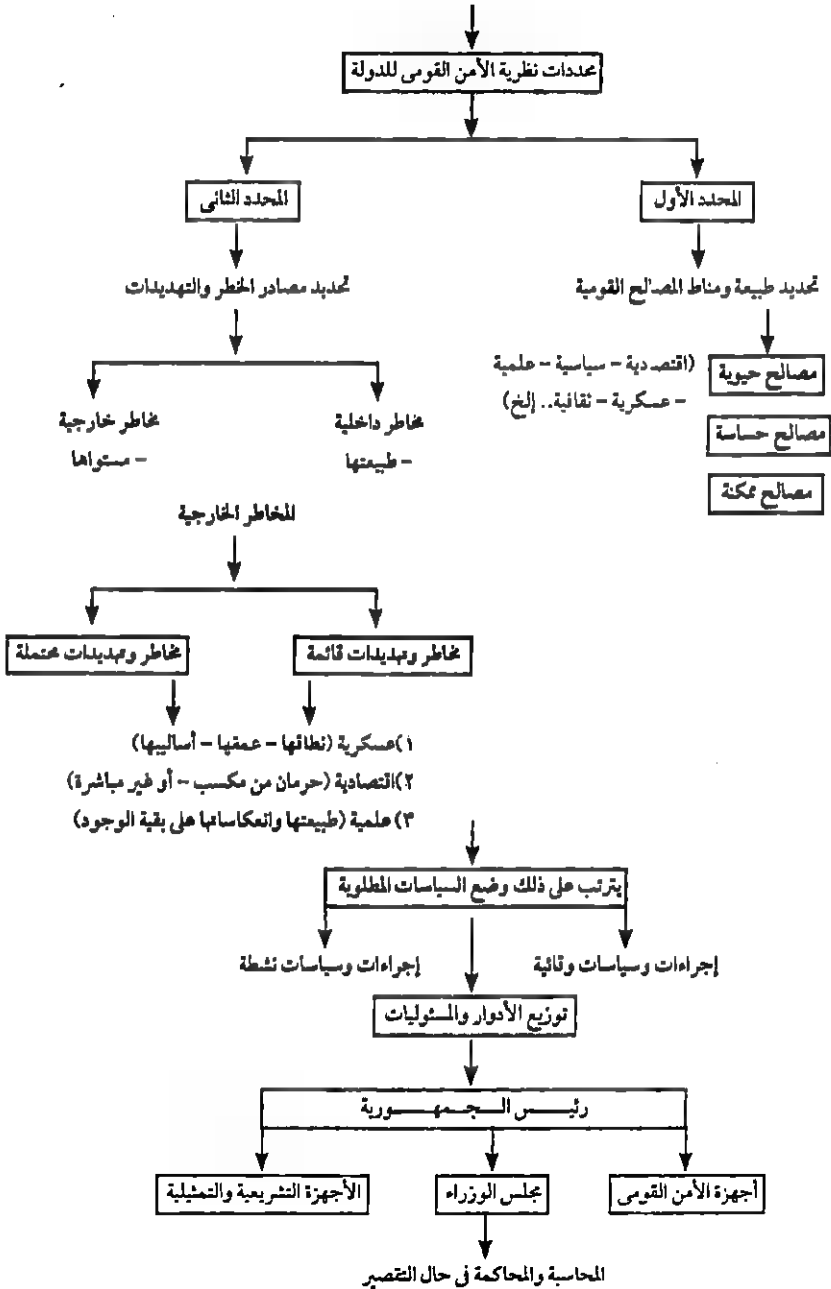 محددات نظرية الأمن القومى للدولة
المحدد الأول
المحدد الثانى
تحديد طبيعة ومناط المصالح القومية
تحديد مصادر الخطر والتهديدات
مصالح حيوية
(اقتصادية – سياسية – علمية
– عسكرية – ثقافية.. إلخ)
مصالح حساسة
مصالح ممكنة
مخاطر داخلية
– طبيعتها
مخاطر خارجية
– مستواها
المخاطر الخارجية
مخاطر وتهديدات قائمة
مخاطر وتهديدات محتملة
١) عسكرية (نطاقها – عمقها – أساليبها)
٢) اقتصادية (حرمان من مكسب – أو غير مباشرة)
٣) علمية (طبيعتها وانعكاساتها على بقية الوجود)
يترتب على ذلك وضع السياسات المطلوبة
إجراءات وسياسات وقائية
إجراءات وسياسات نشطة
توزيع الأدوار والمسئوليات
رئيـــس الـــجـــمـهـــــورية
أجهزة الأمن القومى
مجلس الوزراء
الأجهزة التشريعية والتمثيلية
المحاسبة والمحاكمة فى حال التقصير